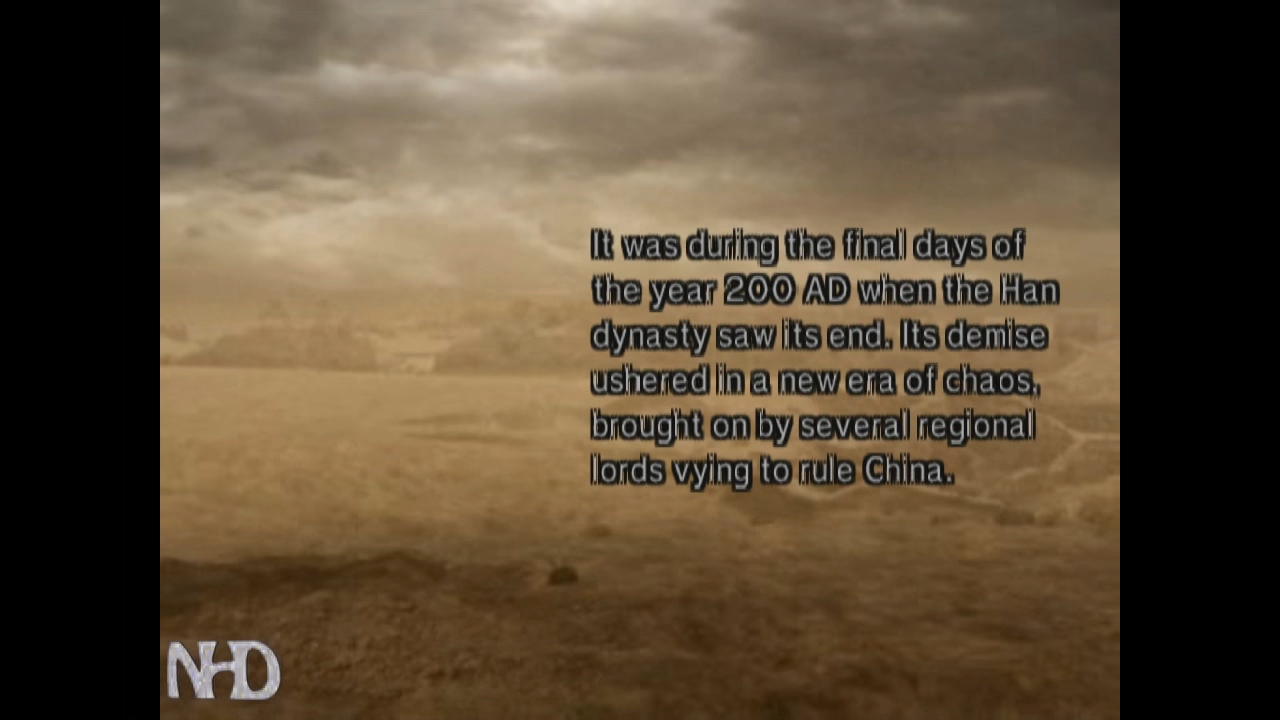 It was during the final days of
the year 200 AD when the Han
dynasty saw its end. Its demise
ushered in a new era of chaos,
brought on by several regional
lords vying to rule China.
NHD